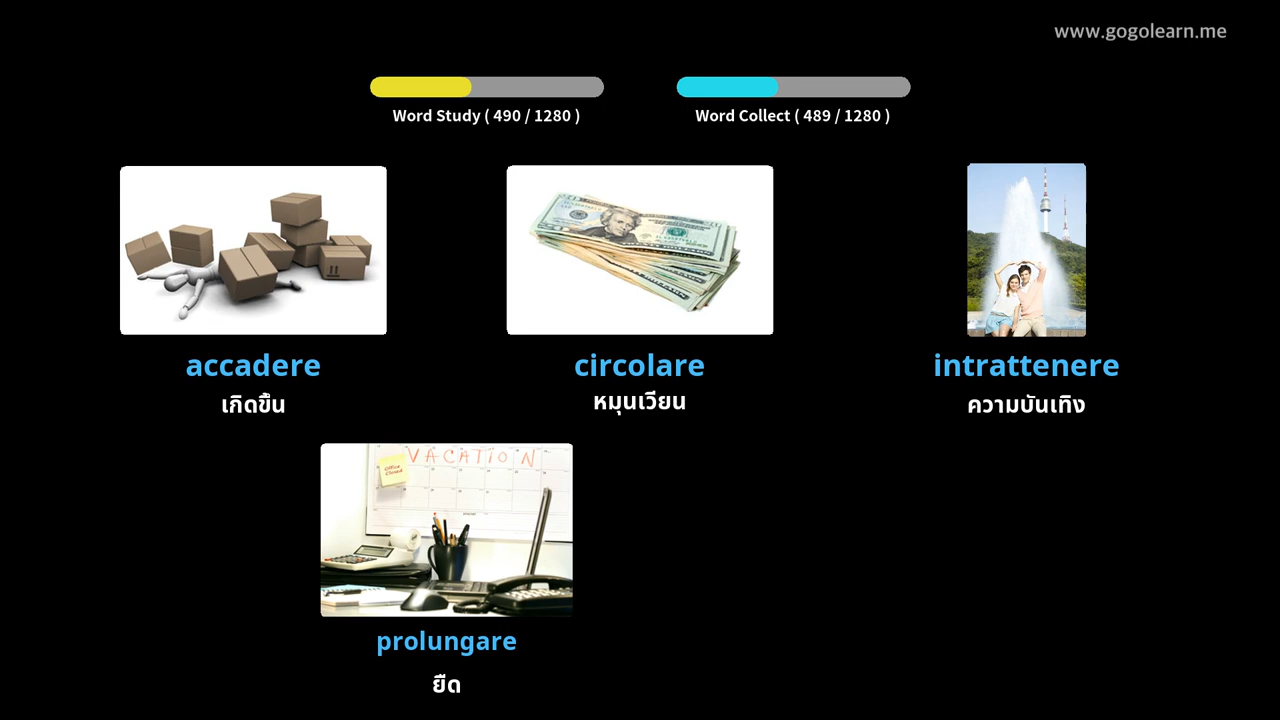 www.gogolearn.me
Word Study ( 490 / 1280 )
Word Collect ( 489 / 1280 )
accadere
circolare
intrattenere
เกิดขึ้น
หมุนเวียน
ความบันเทิง
VACATION
Office
Closed
prolungare
ยืด